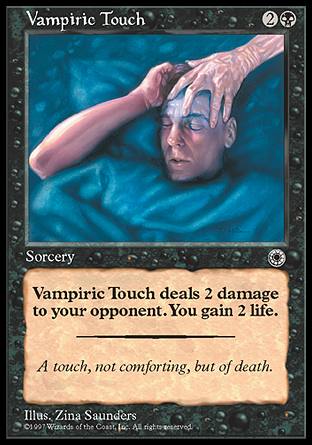 Vampiric Touch 2
Sorcery
Vampiric Touch deals 2 damage
to your opponent. You gain 2 life.
A touch, not comforting, but of death.
Illus. Zina Saunders
©1997 Wizards of the Coast, Inc. All rights reserved.